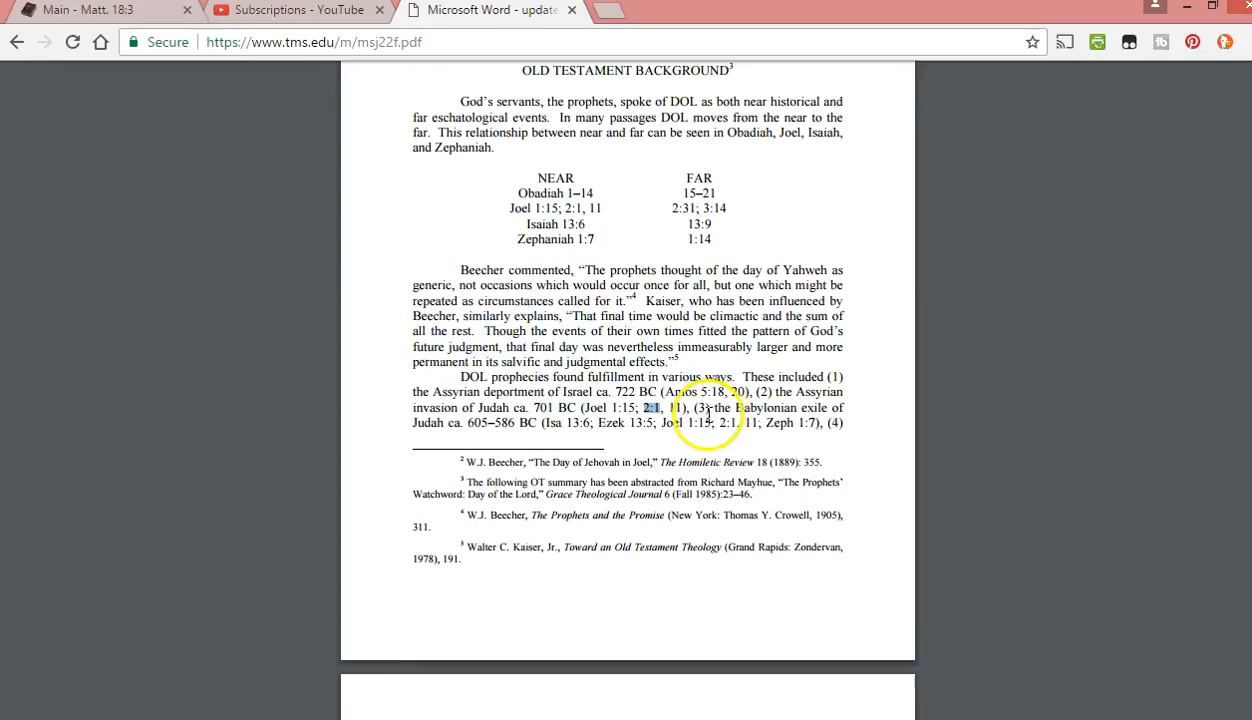 Main - Matt. 18:3
Subscriptions - YouTube
Microsoft Word - update
Secure
https://www.tms.edu/m/msj22f.pdf
OLD TESTAMENT BACKGROUND3
God's servants, the prophets, spoke of DOL as both near historical and
far eschatological events. In many passages DOL moves from the near to the
far. This relationship between near and far can be seen in Obadiah, Joel, Isaiah,
and Zephaniah.
NEAR FAR
Obadiah 1–14 15–21
Joel 1:15; 2:1, 11 2:31; 3:14
Isaiah 13:6 13:9
Zephaniah 1:7 1:14
Beecher commented, “The prophets thought of the day of Yahweh as
generic, not occasions which would occur once for all, but one which might be
repeated as circumstances called for it.”4 Kaiser, who has been influenced by
Beecher, similarly explains, “That final time would be climactic and the sum of
all the rest. Though the events of their own times fitted the pattern of God's
future judgment, that final day was nevertheless immeasurably larger and more
permanent in its salvific and judgmental effects.”5
DOL prophecies found fulfillment in various ways. These included (1)
the Assyrian deportment of Israel ca. 722 BC (Amos 5:18, 20), (2) the Assyrian
invasion of Judah ca. 701 BC (Joel 1:15; 2:1, 11), (3) the Babylonian exile of
Judah ca. 605–586 BC (Isa 13:6; Ezek 13:5; Joel 1:15; 2:1, 11; Zeph 1:7), (4)
2 W.J. Beecher, “The Day of Jehovah in Joel,” The Homiletic Review 18 (1889): 355.
3 The following OT summary has been abstracted from Richard Mayhue, “The Prophets'
Watchword: Day of the Lord,” Grace Theological Journal 6 (Fall 1985):23–46.
4 W.J. Beecher, The Prophets and the Promise (New York: Thomas Y. Crowell, 1905),
311.
5 Walter C. Kaiser, Jr., Toward an Old Testament Theology (Grand Rapids: Zondervan,
1978), 191.